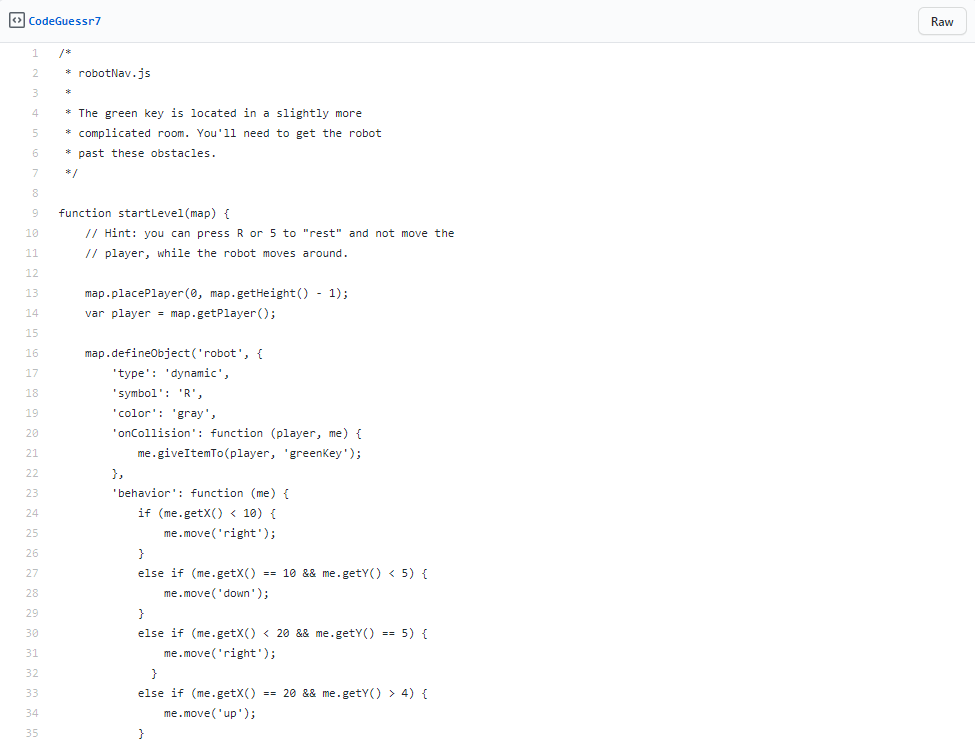 CodeGuessr7
Raw
1 /*
2  * robotNav.js
3  *
4  * The green key is located in a slightly more
5  * complicated room. You'll need to get the robot
6  * past these obstacles.
7  */
8
9 function startLevel(map) {
10     // Hint: you can press R or 5 to "rest" and not move the
11     // player, while the robot moves around.
12
13     map.placePlayer(0, map.getHeight() - 1);
14     var player = map.getPlayer();
15
16     map.defineObject('robot', {
17         'type': 'dynamic',
18         'symbol': 'R',
19         'color': 'gray',
20         'onCollision': function (player, me) {
21             me.giveItemTo(player, 'greenKey');
22         },
23         'behavior': function (me) {
24             if (me.getX() < 10) {
25                 me.move('right');
26             }
27             else if (me.getX() == 10 && me.getY() < 5) {
28                 me.move('down');
29             }
30             else if (me.getX() < 20 && me.getY() == 5) {
31                 me.move('right');
32               }
33             else if (me.getX() == 20 && me.getY() > 4) {
34                 me.move('up');
35             }